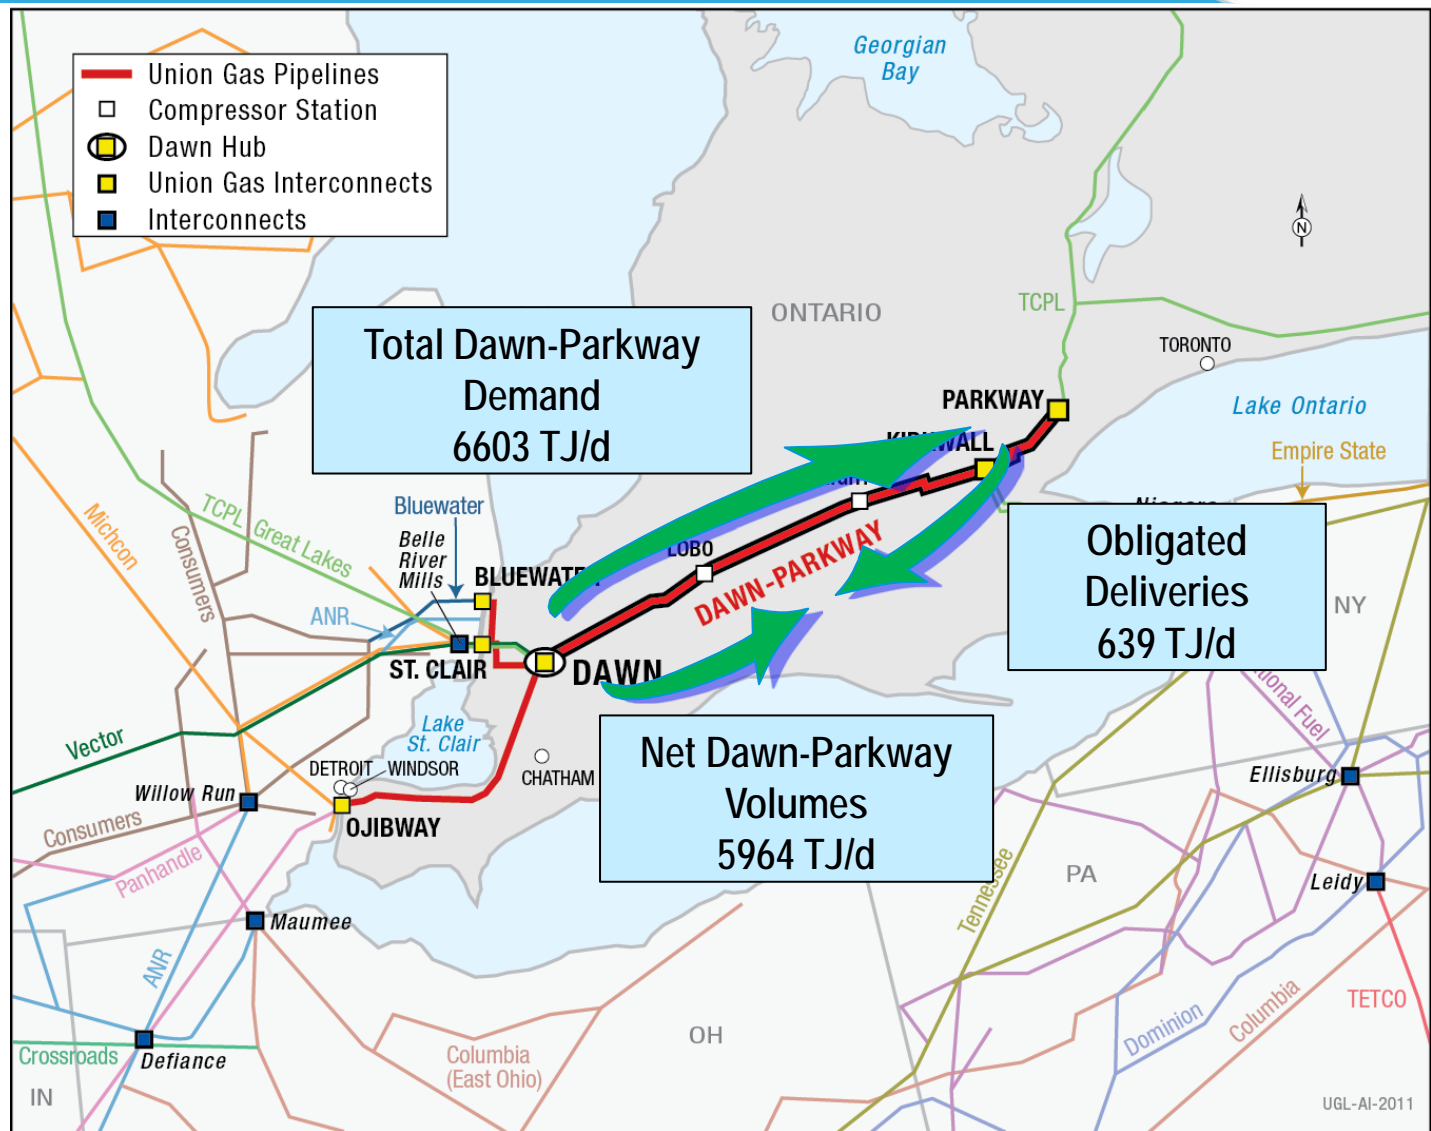 Union Gas Pipelines
Compressor Station
Dawn Hub
Union Gas Interconnects
Interconnects
Georgian
Bay
N
ONTARIO
TCPL
TORONTO
Lake Ontario
Total Dawn-Parkway
Demand
6603 TJ/d
PARKWAY
Empire State
Bluewater
Belle
River
Mills
TCPL Great Lakes
Michcon
Consumers
LOBO
BLUEWATER
DAWN-PARKWAY
ANR
ST. CLAIR
DAWN
Obligated
Deliveries
639 TJ/d
NY
Vector
Lake
St. Clair
DETROIT
WINDSOR
CHATHAM
Willow Run
OJIBWAY
Consumers
Panhandle
Net Dawn-Parkway
Volumes
5964 TJ/d
Fuel
Ellisburg
Leidy
PA
Tennessee
Maumee
ANR
TETCO
Columbia
Dominion
OH
Columbia
(East Ohio)
Crossroads
Defiance
IN
UGL-AI-2011